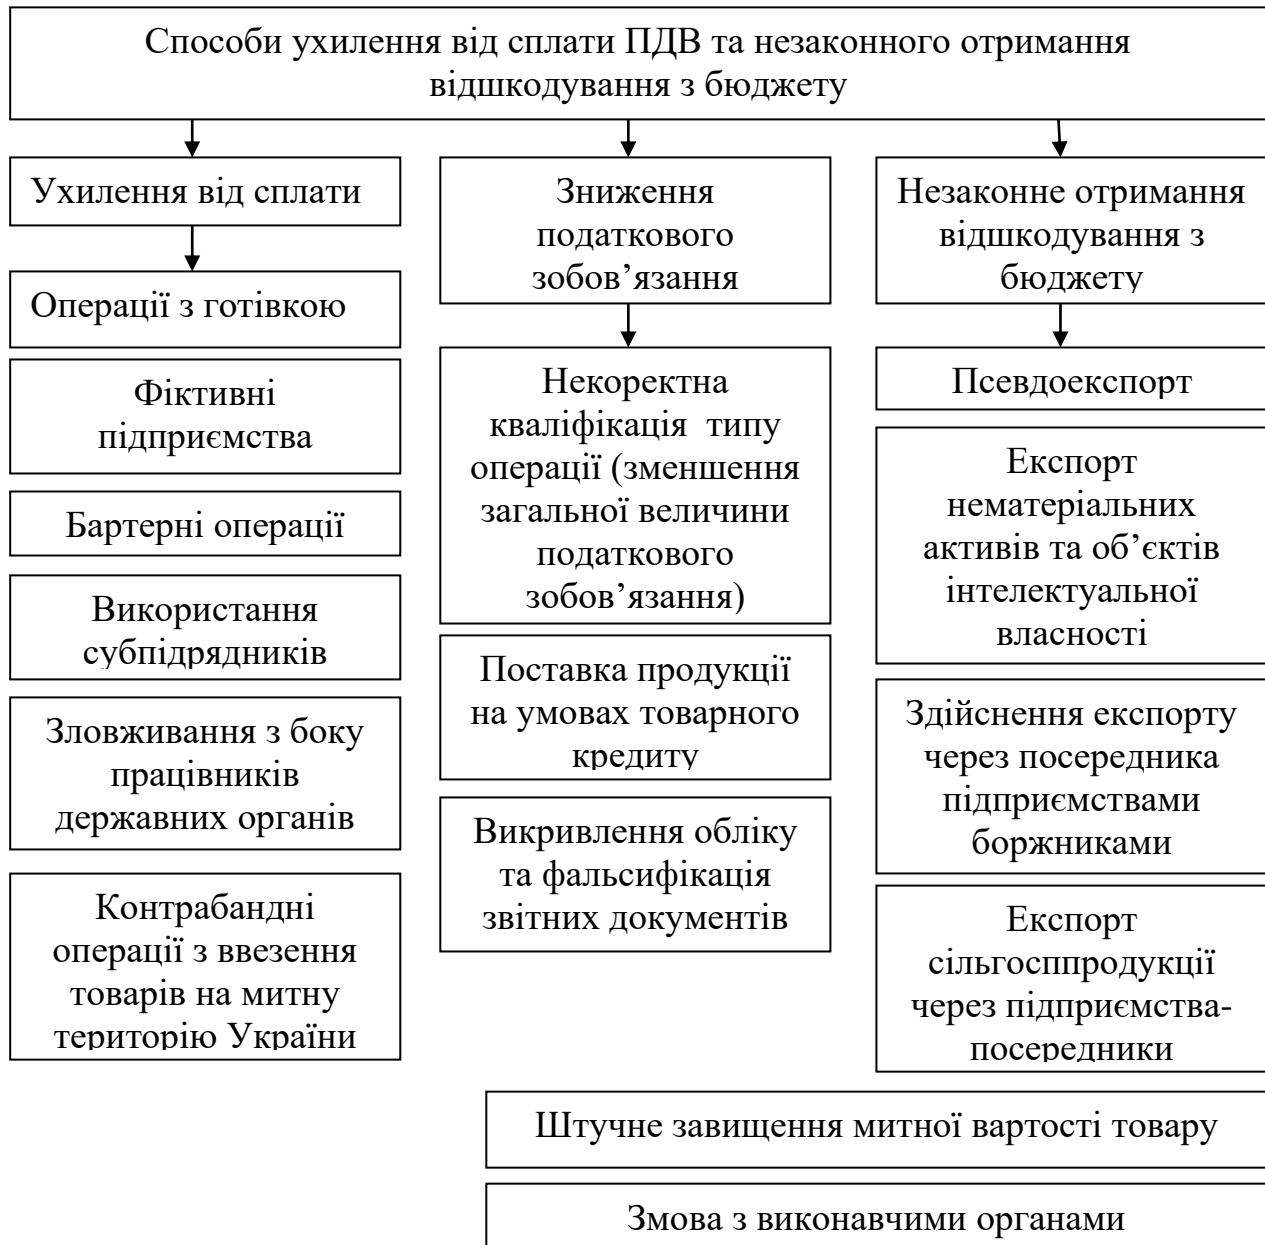 Способи ухилення від сплати ПДВ та незаконного отримання
відшкодування з бюджету
Ухилення від сплати
Операції з готівкою
Фіктивні
підприємства
Бартерні операції
Використання
субпідрядників
Зловживання з боку
працівників
державних органів
Контрабандні
операції з ввезення
товарів на митну
територію України
Зниження
податкового
зобов’язання
Некоректна
кваліфікація типу
операції (зменшення
загальної величини
податкового
зобов’язання)
Поставка продукції
на умовах товарного
кредиту
Викривлення обліку
та фальсифікація
звітних документів
Незаконне отримання
відшкодування з
бюджету
Псевдоекспорт
Експорт
нематеріальних
активів та об’єктів
інтелектуальної
власності
Здійснення експорту
через посередника
підприємствами
боржниками
Експорт
сільгосппродукції
через підприємства-
посередники
Штучне завищення митної вартості товару
Змова з виконавчими органами